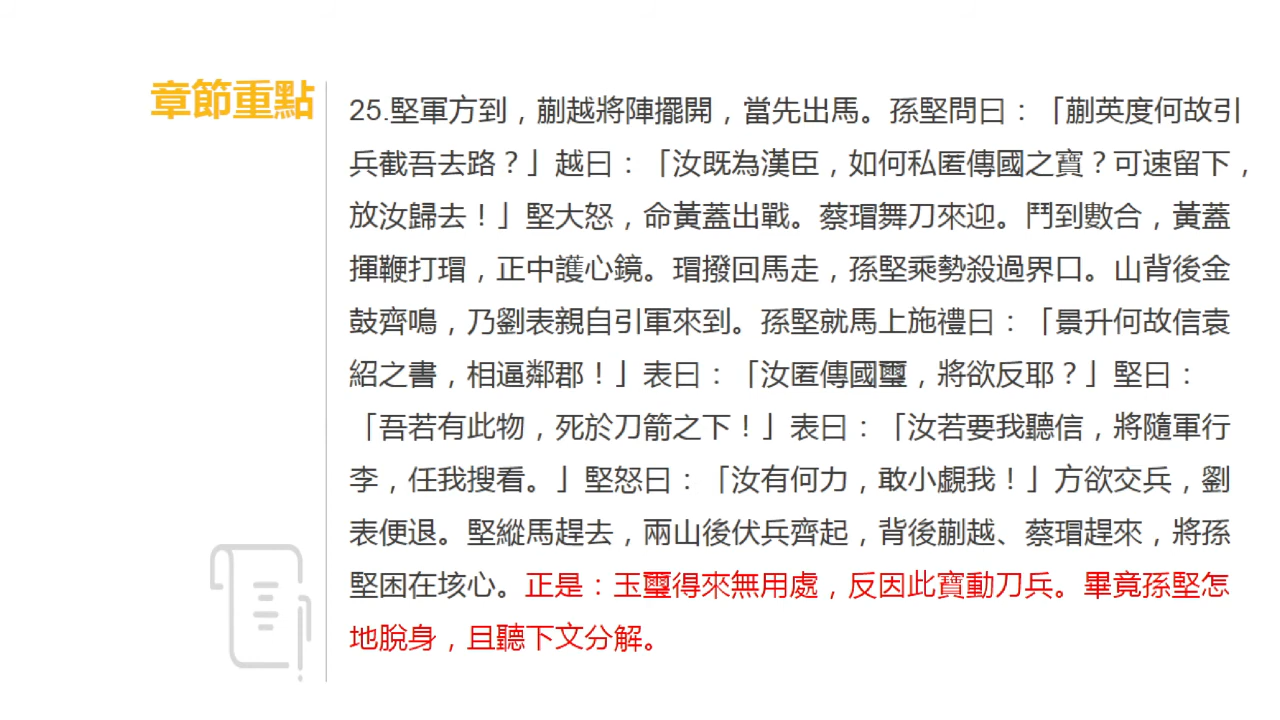 章節重點
25.堅軍方到，蒯越將陣擺開，當先出馬。孫堅問曰：「蒯英度何故引
兵截吾去路？」越曰：「汝既為漢臣，如何私匿傳國之寶？可速留下，
放汝歸去！」堅大怒，命黃蓋出戰。蔡瑁舞刀來迎。鬥到數合，黃蓋
揮鞭打瑁，正中護心鏡。瑁撥回馬走，孫堅乘勢殺過界口。山背後金
鼓齊鳴，乃劉表親自引軍來到。孫堅就馬上施禮曰：「景升何故信袁
紹之書，相逼鄰郡！」表曰：「汝匿傳國璽，將欲反耶？」堅曰：
「吾若有此物，死於刀箭之下！」表曰：「汝若要我聽信，將隨軍行
李，任我搜看。」堅怒曰：「汝有何力，敢小覷我！」方欲交兵，劉
表便退。堅縱馬趕去，兩山後伏兵齊起，背後蒯越、蔡瑁趕來，將孫
堅困在垓心。正是：玉璽得來無用處，反因此寶動刀兵。畢竟孫堅怎
地脫身，且聽下文分解。